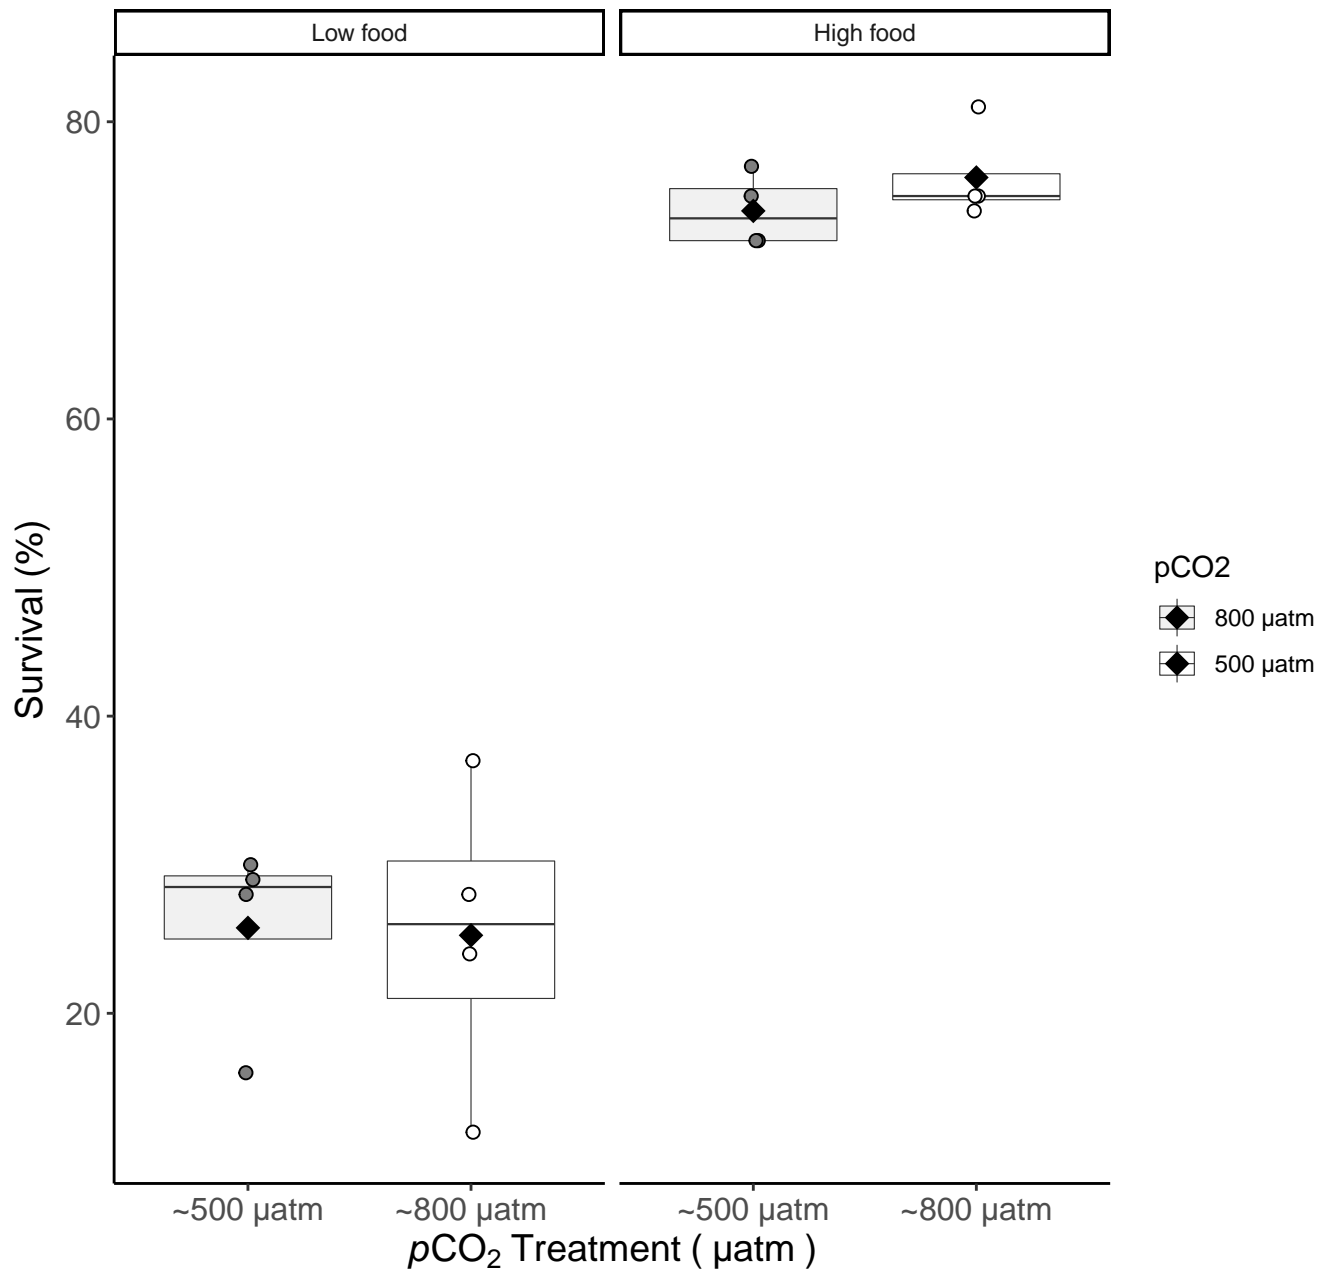 Low food
High food
80
60
40
20
Survival (%)
~500 µatm
~800 µatm
~500 µatm
~800 µatm
pCO₂ Treatment ( µatm )
pCO2
800 µatm
500 µatm